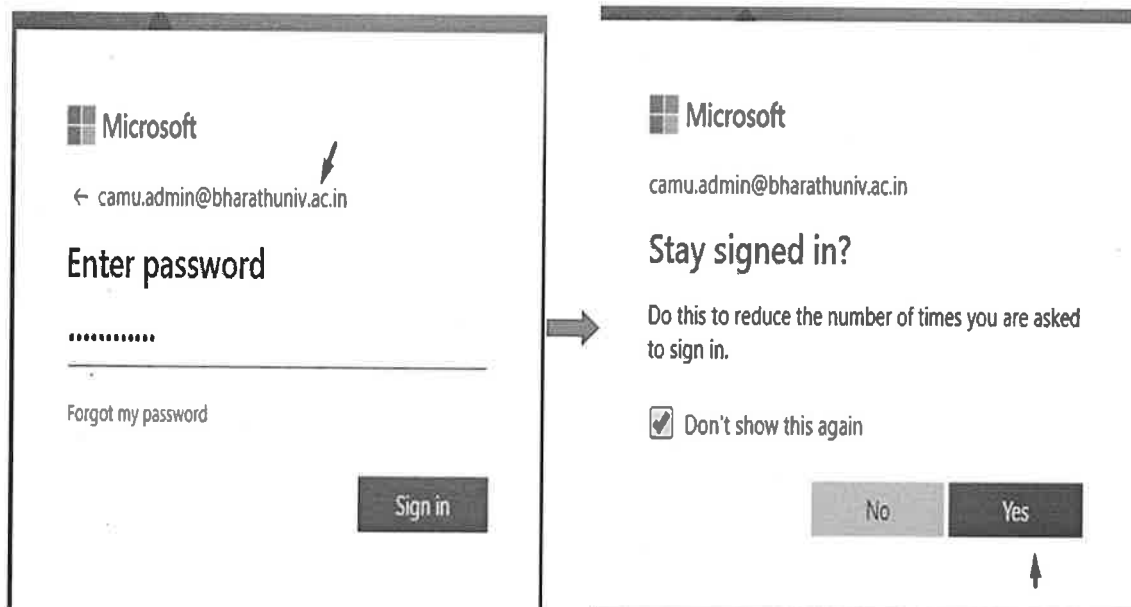 Microsoft
← camu.admin@bharathuniv.ac.in
Enter password
••••••••••••
Forgot my password
Sign in
Microsoft
camu.admin@bharathuniv.ac.in
Stay signed in?
Do this to reduce the number of times you are asked
to sign in.
Don't show this again
No
Yes